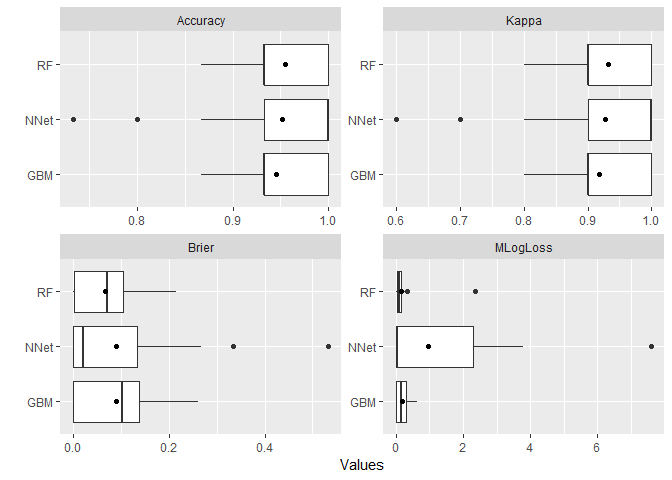 Accuracy
Kappa
RF
NNet
GBM
RF
NNet
GBM
0.8
0.9
1.0
0.6
0.7
0.8
0.9
1.0
Brier
MLogLoss
RF
NNet
GBM
RF
NNet
GBM
0.0
0.2
0.4
0
2
4
6
Values